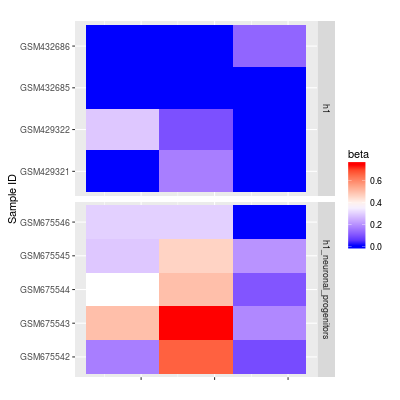 GSM432686
GSM432685
GSM429322
GSM429321
h1
GSM675546
GSM675545
GSM675544
GSM675543
GSM675542
h1_neuronal_progenitors
Sample ID
beta
0.6
0.4
0.2
0.0